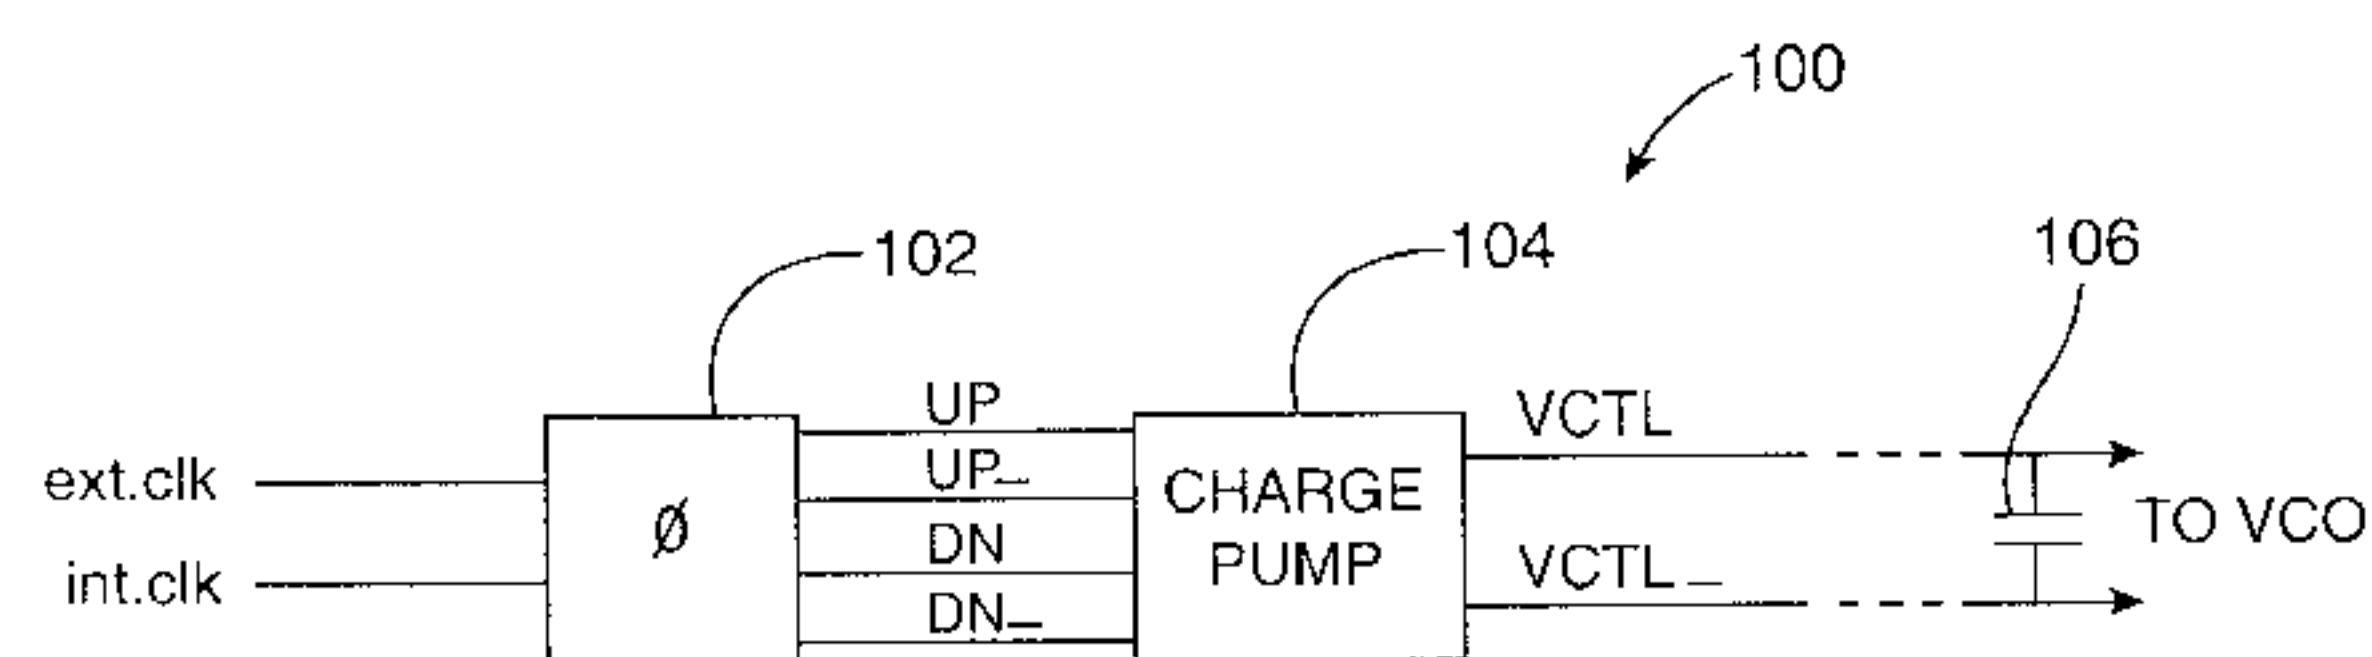 100
102
104
106
UP
VCTL
UP_
ext.clk
CHARGE
Ø
TO VCO
DN
PUMP
VCTL_
int.clk
DN_